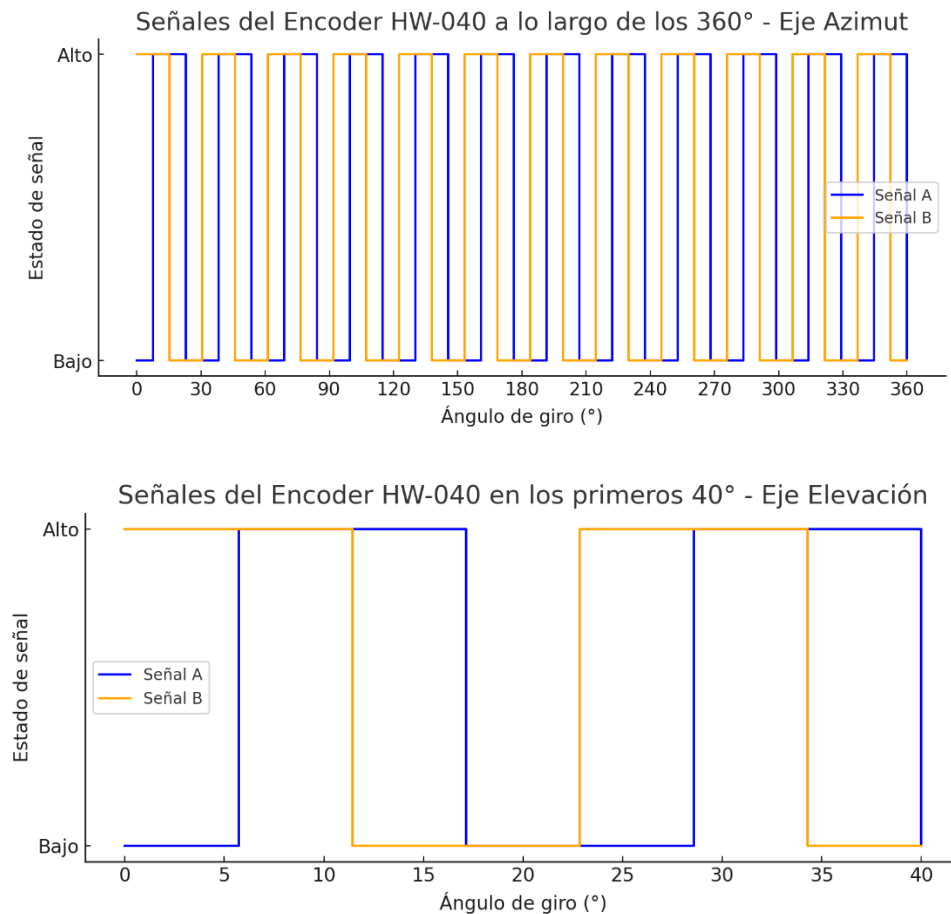 Señales del Encoder HW-040 a lo largo de los 360° - Eje Azimut
Alto
Estado de señal
Señal A
Señal B
Bajo
0 30 60 90 120 150 180 210 240 270 300 330 360
Ángulo de giro (°)
Señales del Encoder HW-040 en los primeros 40° - Eje Elevación
Alto
Estado de señal
Señal A
Señal B
Bajo
0 5 10 15 20 25 30 35 40
Ángulo de giro (°)